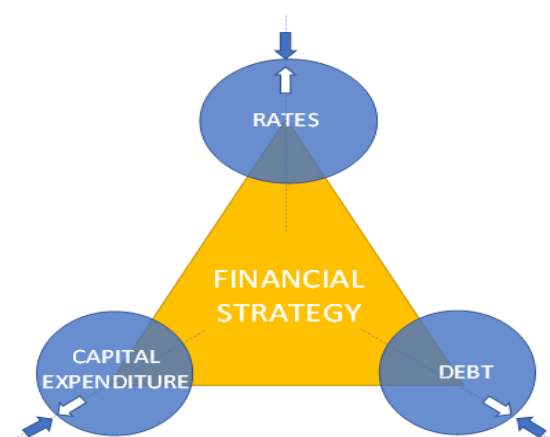 RATES
FINANCIAL
STRATEGY
CAPITAL
EXPENDITURE
DEBT